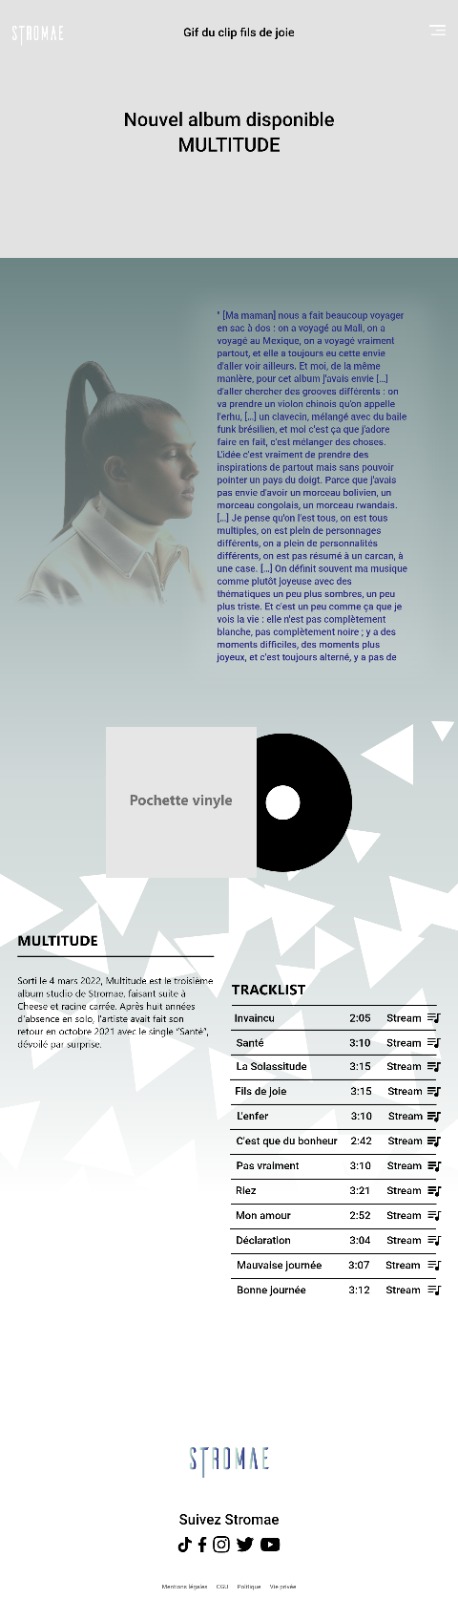 STROMAE
Gif du clip fils de joie
Nouvel album disponible
MULTITUDE
" [Ma maman] nous a fait beaucoup voyager
en sac à dos : on a voyagé au Mali, on a
voyagé au Mexique, on a voyagé vraiment
partout, et elle a toujours eu cette envie
d'aller voir ailleurs. Et moi, de la même
manière, pour cet album j'avais envie [...]
d'aller chercher des grooves différents : on
va prendre un violon chinois qu'on appelle
l'erhu, [...] un clavecin, mélangé avec du baile
funk brésilien, et moi c'est ça que j'adore
faire en fait, c'est mélanger des choses.
L'idée c'est vraiment de prendre des
inspirations de partout mais sans pouvoir
pointer un pays du doigt. Parce que j'avais
pas envie d'avoir un morceau bolivien, un
morceau congolais, un morceau rwandais.
[...] Je pense qu'on l'est tous, on est tous
multiples, on est plein de personnages
différents, on a plein de personnalités
différents, on est pas résumé à un carcan, à
une case. [...] On définit souvent ma musique
comme plutôt joyeuse avec des
thématiques un peu plus sombres, un peu
plus triste. Et c'est un peu comme ça que je
vois la vie : elle n'est pas complètement
blanche, pas complètement noire ; y a des
moments difficiles, des moments plus
joyeux, et c'est toujours alterné, y a pas de
Pochette vinyle
MULTITUDE
Sorti le 4 mars 2022, Multitude est le troisième
album studio de Stromae, faisant suite à
Cheese et racine carrée. Après huit années
d'absence en solo, l'artiste avait fait son
retour en octobre 2021 avec le single "Santé",
dévoilé par surprise.
TRACKLIST
Invaincu 2:05 Stream
Santé 3:10 Stream
La Solassitude 3:15 Stream
Fils de joie 3:15 Stream
L'enfer 3:10 Stream
C'est que du bonheur 2:42 Stream
Pas vraiment 3:10 Stream
Riez 3:21 Stream
Mon amour 2:52 Stream
Déclaration 3:04 Stream
Mauvaise journée 3:07 Stream
Bonne journée 3:12 Stream
STROMAE
Suivez Stromae
Mentions légales CGU Politique Vie privée